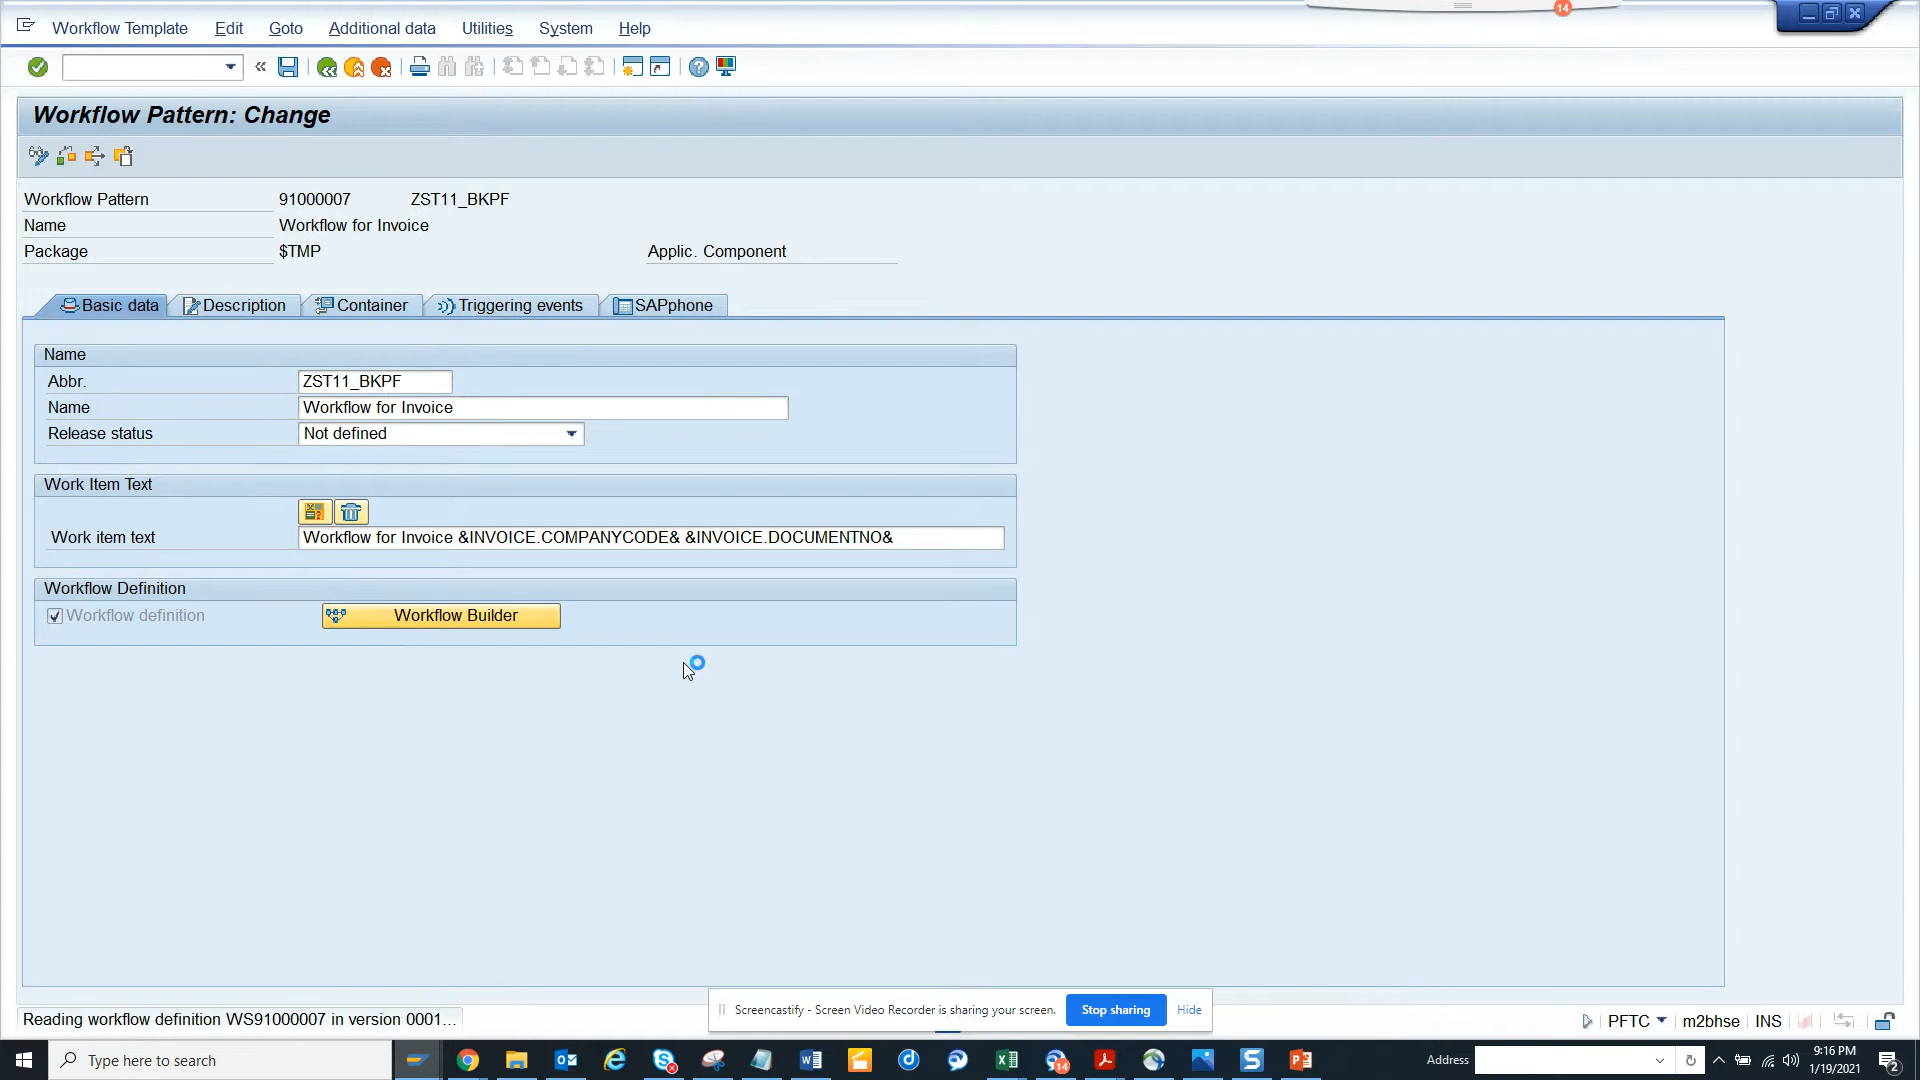 14
Workflow Template Edit Goto Additional data Utilities System Help
Workflow Pattern: Change
Workflow Pattern 91000007 ZST11_BKPF
Name Workflow for Invoice
Package $TMP Applic. Component
Basic data Description Container Triggering events SAPphone
Name
Abbr. ZST11_BKPF
Name Workflow for Invoice
Release status Not defined
Work Item Text
Work item text Workflow for Invoice &INVOICE.COMPANYCODE& &INVOICE.DOCUMENTNO&
Workflow Definition
Workflow definition Workflow Builder
Screencastify - Screen Video Recorder is sharing your screen. Stop sharing Hide
Reading workflow definition WS91000007 in version 0001... PFTC m2bhse INS
Type here to search 14 Address 9:16 PM
1/19/2021 2